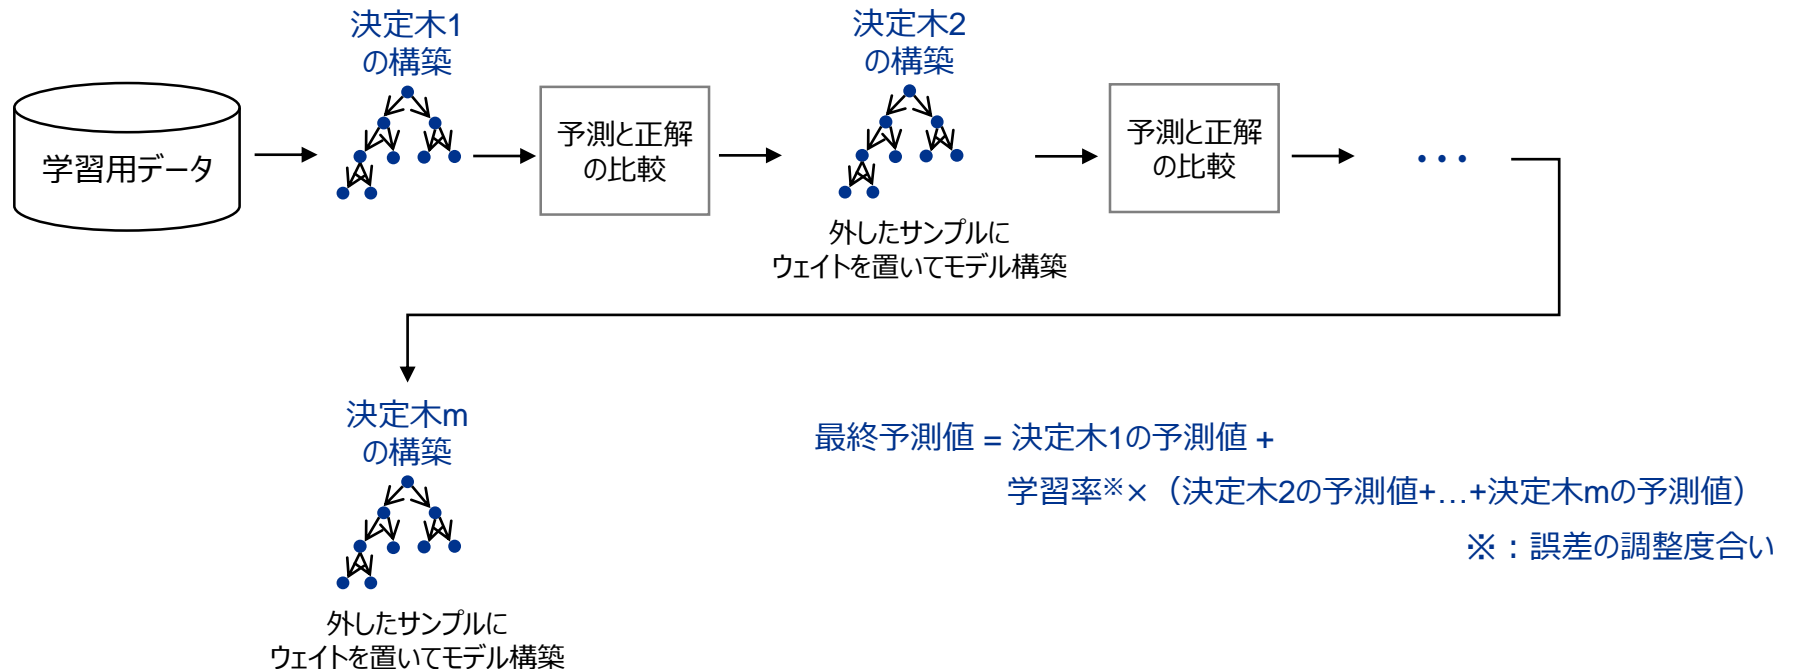 決定木1
の構築
決定木2
の構築
学習用データ
予測と正解
の比較
予測と正解
の比較
・・・
外したサンプルに
ウェイトを置いてモデル構築
決定木m
の構築
最終予測値 = 決定木1の予測値 +
学習率※×（決定木2の予測値+…+決定木mの予測値）
※：誤差の調整度合い
外したサンプルに
ウェイトを置いてモデル構築